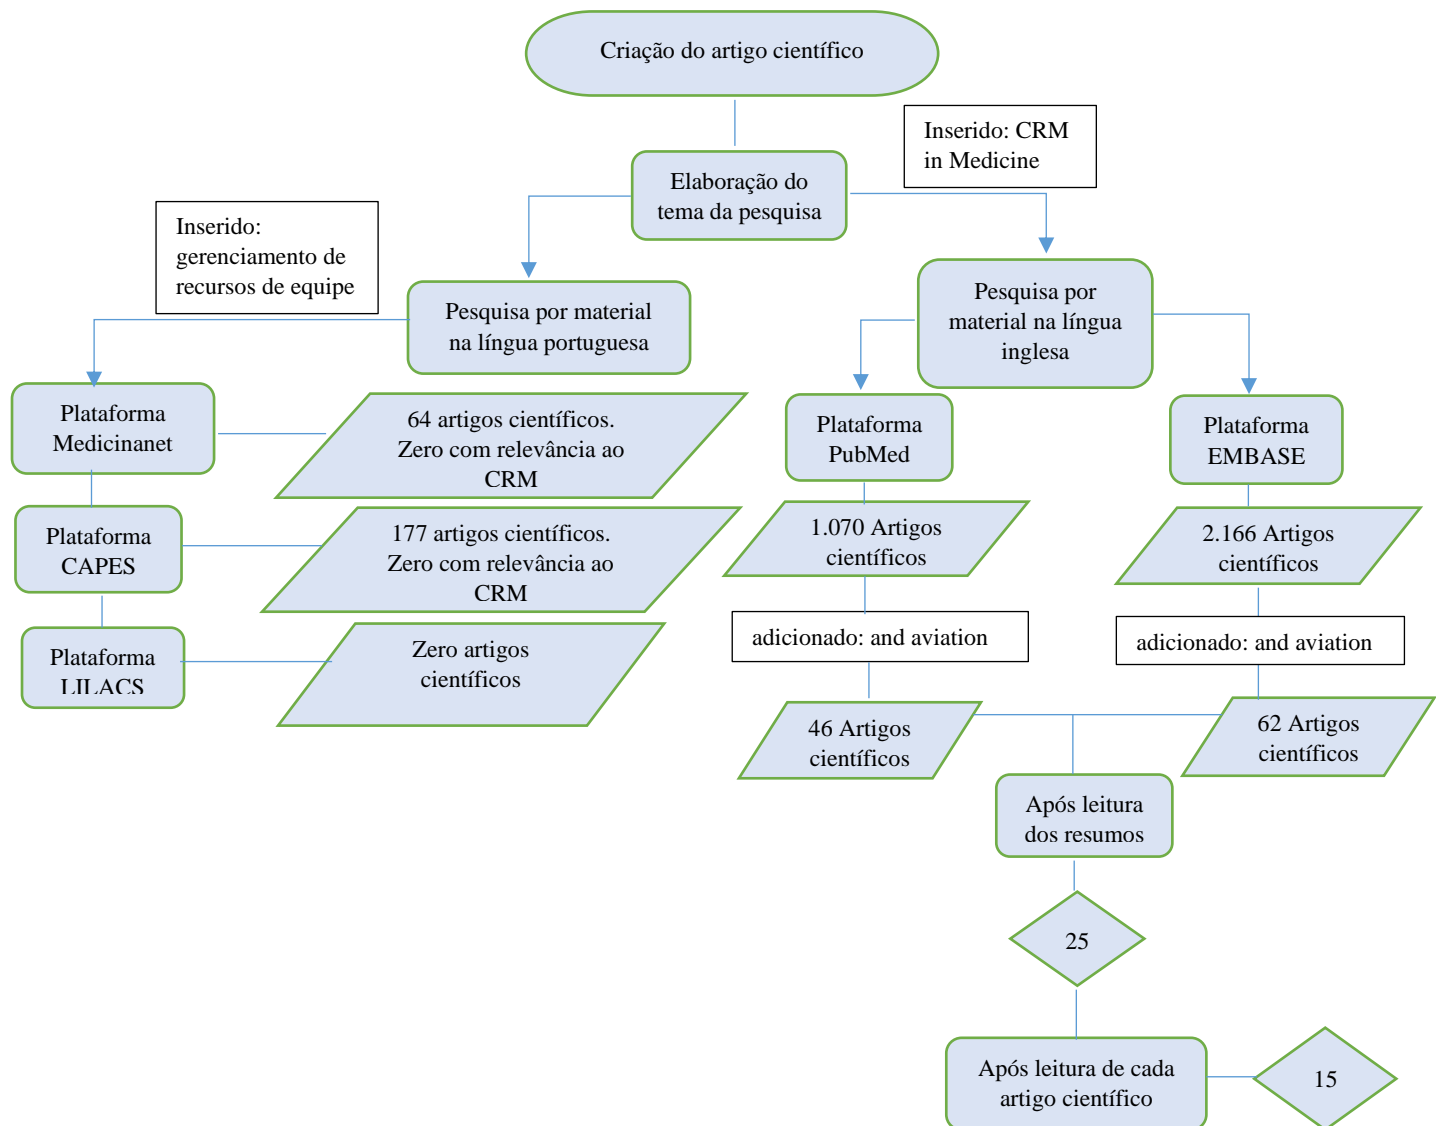 Criação do artigo científico
Inserido: CRM
in Medicine
Elaboração do
tema da pesquisa
Inserido:
gerenciamento de
recursos de equipe
Pesquisa por material
na língua portuguesa
Pesquisa por
material na língua
inglesa
Plataforma
Medicinanet
64 artigos científicos.
Zero com relevância ao
CRM
Plataforma
PubMed
Plataforma
EMBASE
Plataforma
CAPES
177 artigos científicos.
Zero com relevância ao
CRM
1.070 Artigos
científicos
2.166 Artigos
científicos
Plataforma
LILACS
Zero artigos
científicos
adicionado: and aviation
adicionado: and aviation
46 Artigos
científicos
62 Artigos
científicos
Após leitura
dos resumos
25
Após leitura de cada
artigo científico
15